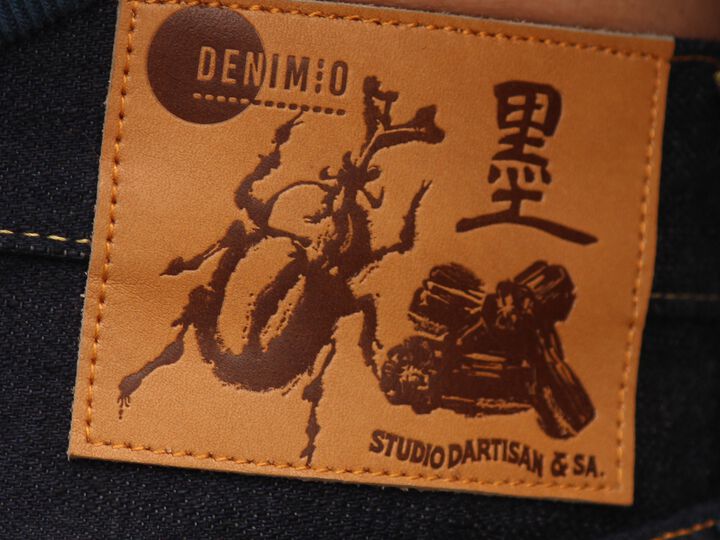 DENIMIO
墨
STUDIO DARTISAN & SA.